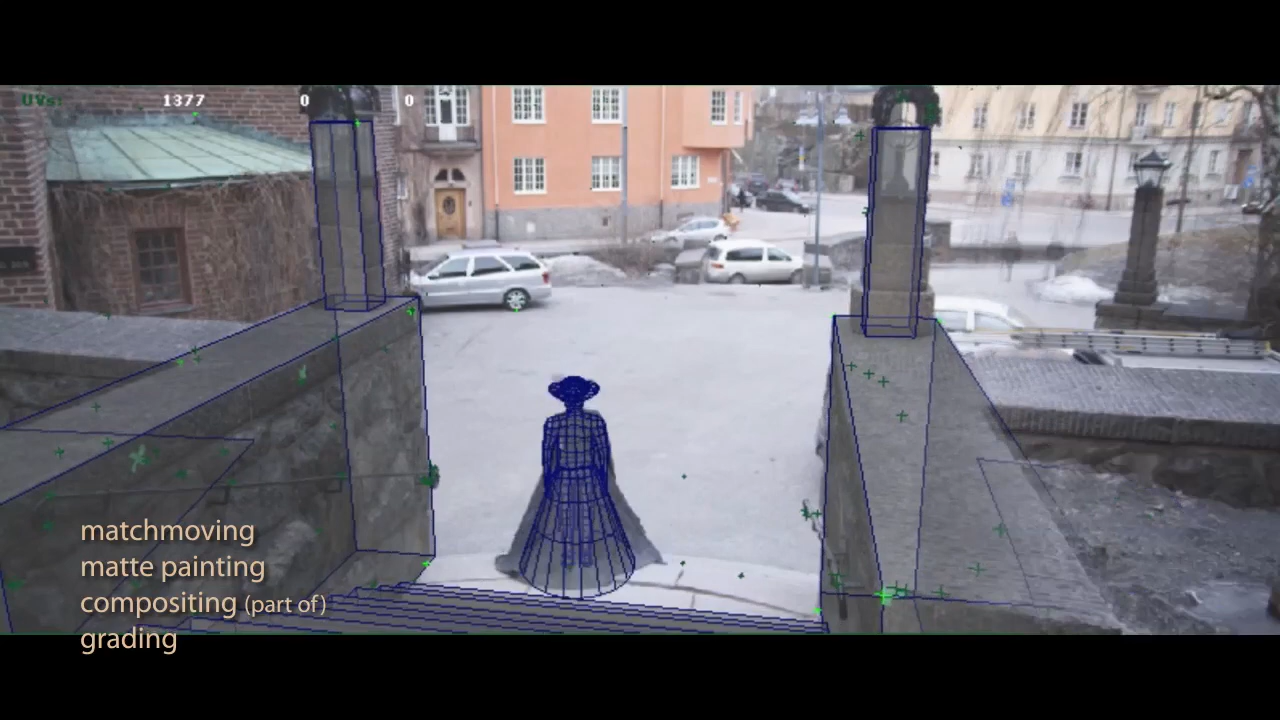 UVs: 1377 0 0
matchmoving
matte painting
compositing (part of)
grading